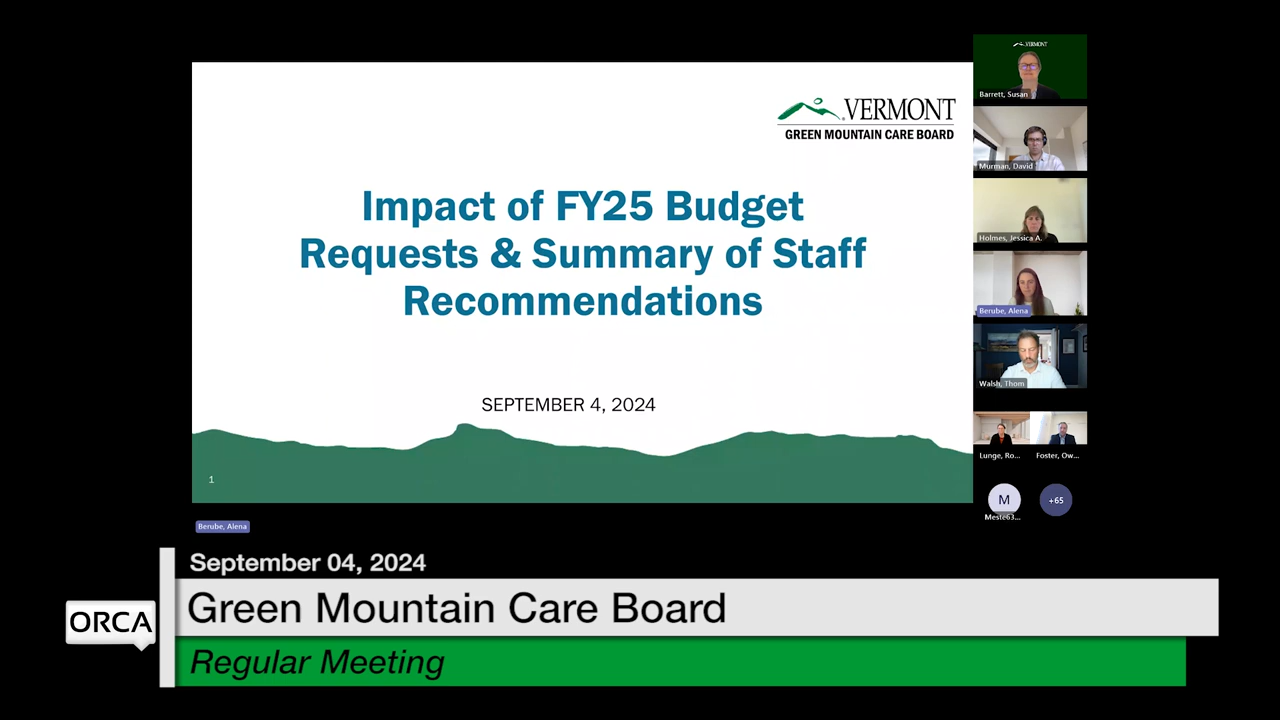 VERMONT
GREEN MOUNTAIN CARE BOARD
Impact of FY25 Budget
Requests & Summary of Staff
Recommendations
SEPTEMBER 4, 2024
1
Berube, Alena
VERMONT
Barrett, Susan
Murman, David
Holmes, Jessica A.
Berube, Alena
Walsh, Thom
Lunge, Ro...
Foster, Ow...
M
+65
Meste63...
September 04, 2024
ORCA
Green Mountain Care Board
Regular Meeting